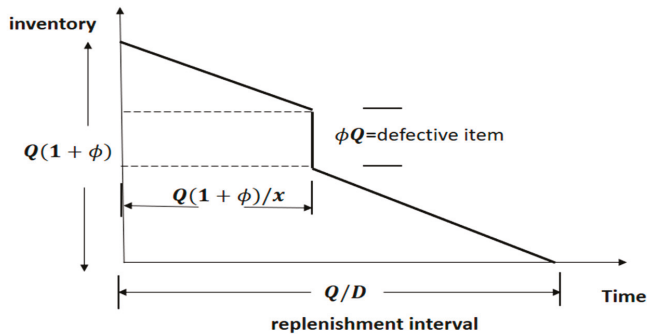 inventory
ϕQ=defective item
Q(1 + ϕ)
Q(1 + ϕ)/x
Q/D
Time
replenishment interval